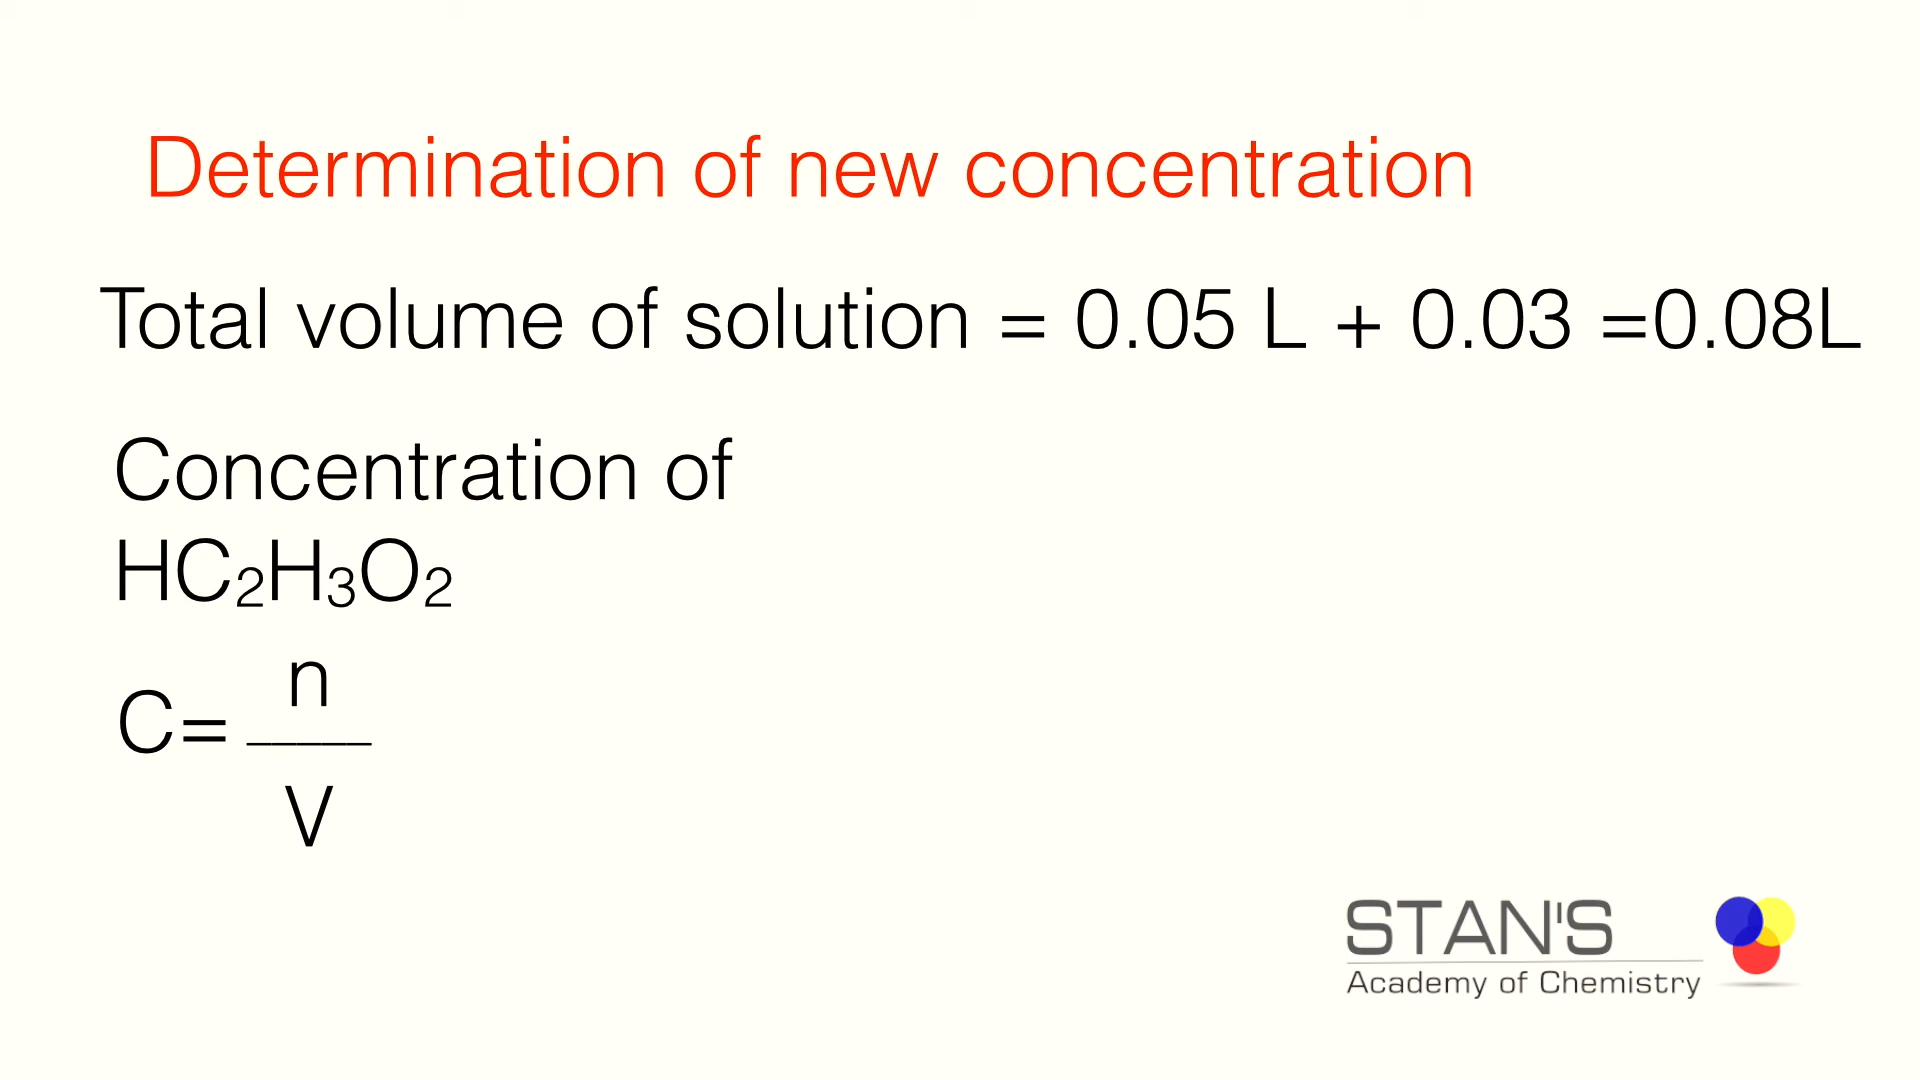 Determination of new concentration
Total volume of solution = 0.05 L + 0.03 =0.08L
Concentration of
HC₂H₃O₂
n
C= _____
V
STAN'S
Academy of Chemistry